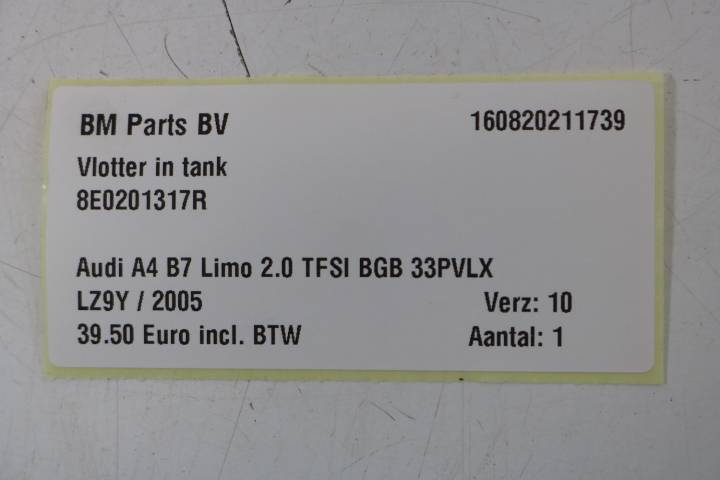 BM Parts BV 160820211739
Vlotter in tank
8E0201317R
Audi A4 B7 Limo 2.0 TFSI BGB 33PVLX
LZ9Y / 2005 Verz: 10
39.50 Euro incl. BTW Aantal: 1